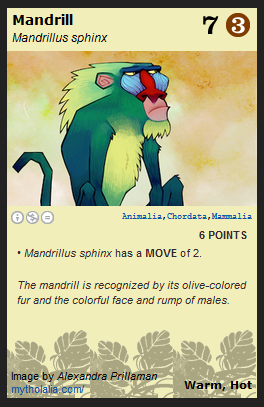 Mandrill 7 3
Mandrillus sphinx
Animalia,Chordata,Mammalia
6 POINTS
• Mandrillus sphinx has a MOVE of 2.
The mandrill is recognized by its olive-colored
fur and the colorful face and rump of males.
Image by Alexandra Prillaman
mytholalia.com/
Warm, Hot